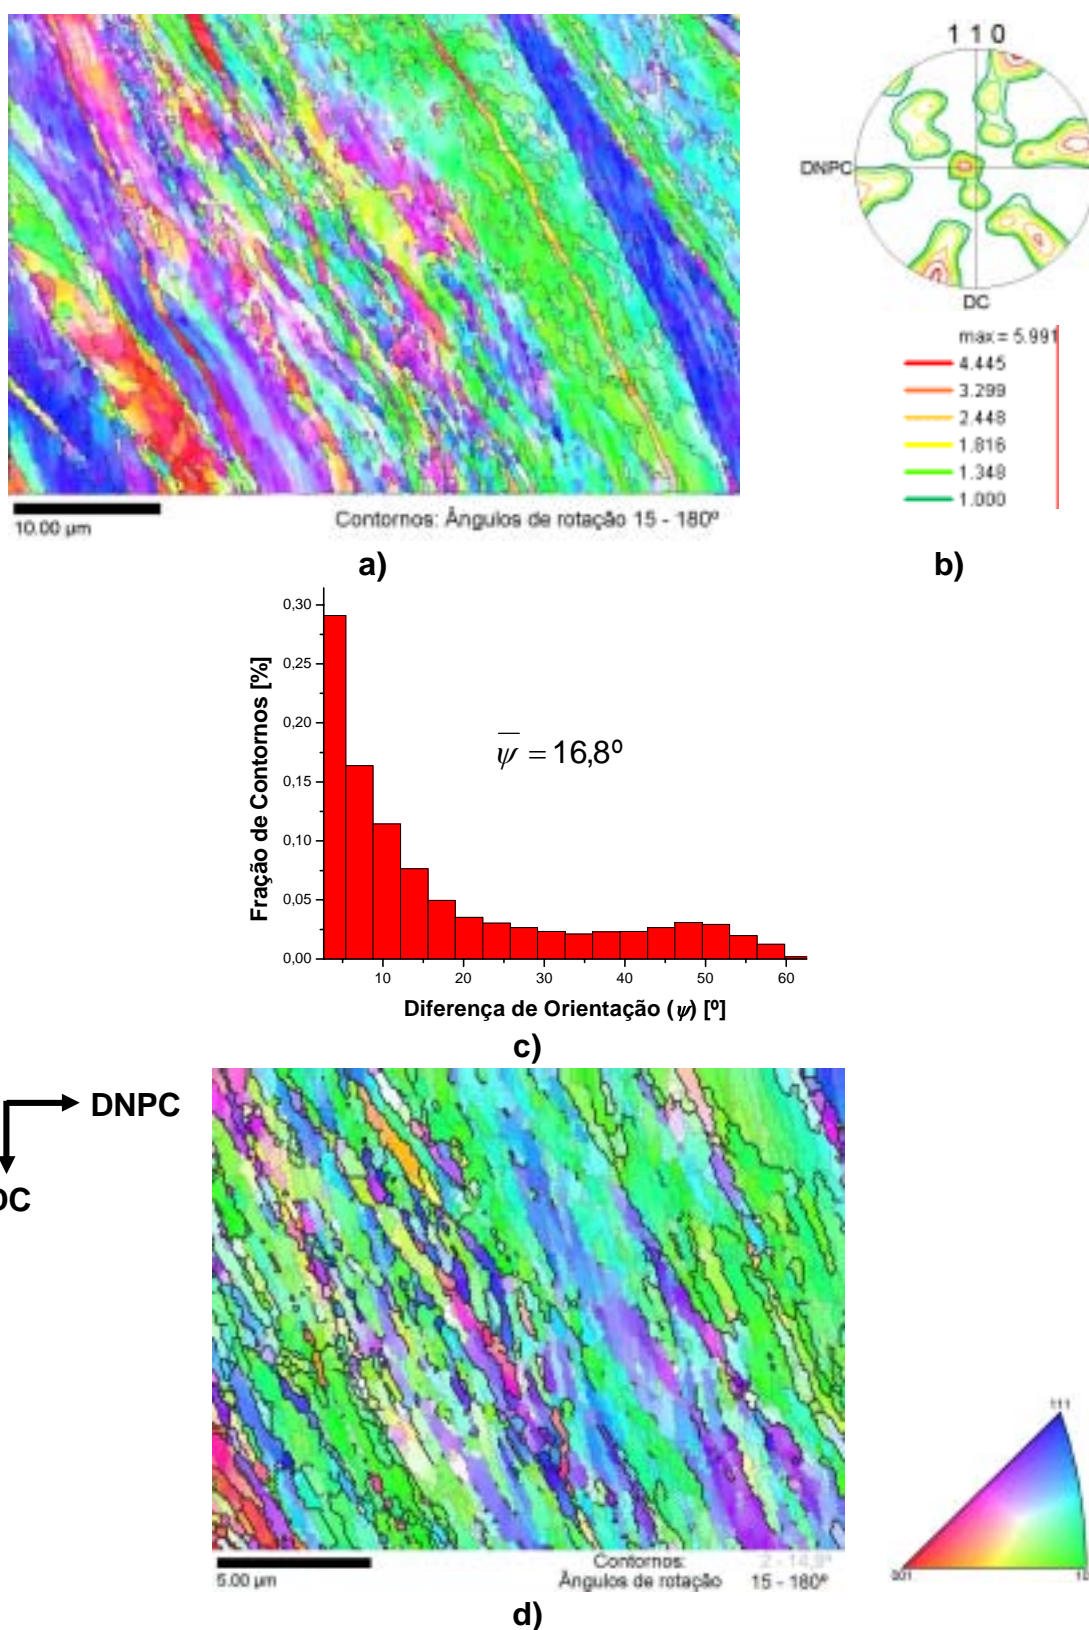 1 1 0
DNPC
DC
max = 5.991
4.445
3.299
2.448
1.816
1.348
1.000
10.00 µm
Contornos: Ângulos de rotação 15 - 180º
a)
b)
0,30
0,25
0,20
0,15
0,10
0,05
0,00
Fração de Contornos [%]
ψ = 16,8º
10 20 30 40 50 60
Diferença de Orientação (ψ) [º]
c)
DNPC
DC
5.00 µm
Contornos: 2 - 14,9º
Ângulos de rotação 15 - 180º
111
001
d)